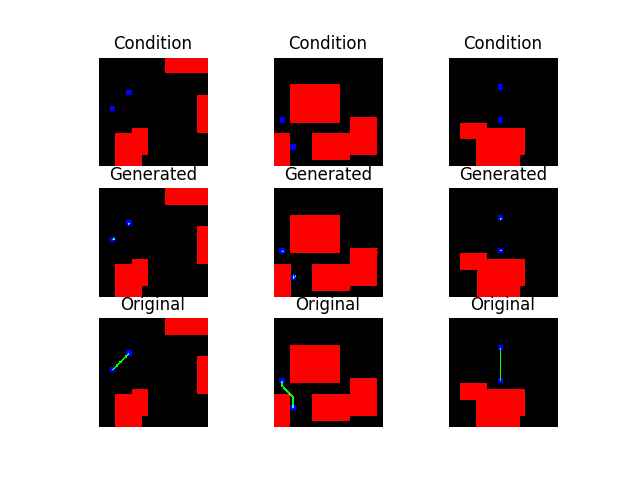 Condition Condition Condition
Generated Generated Generated
Original Original Original